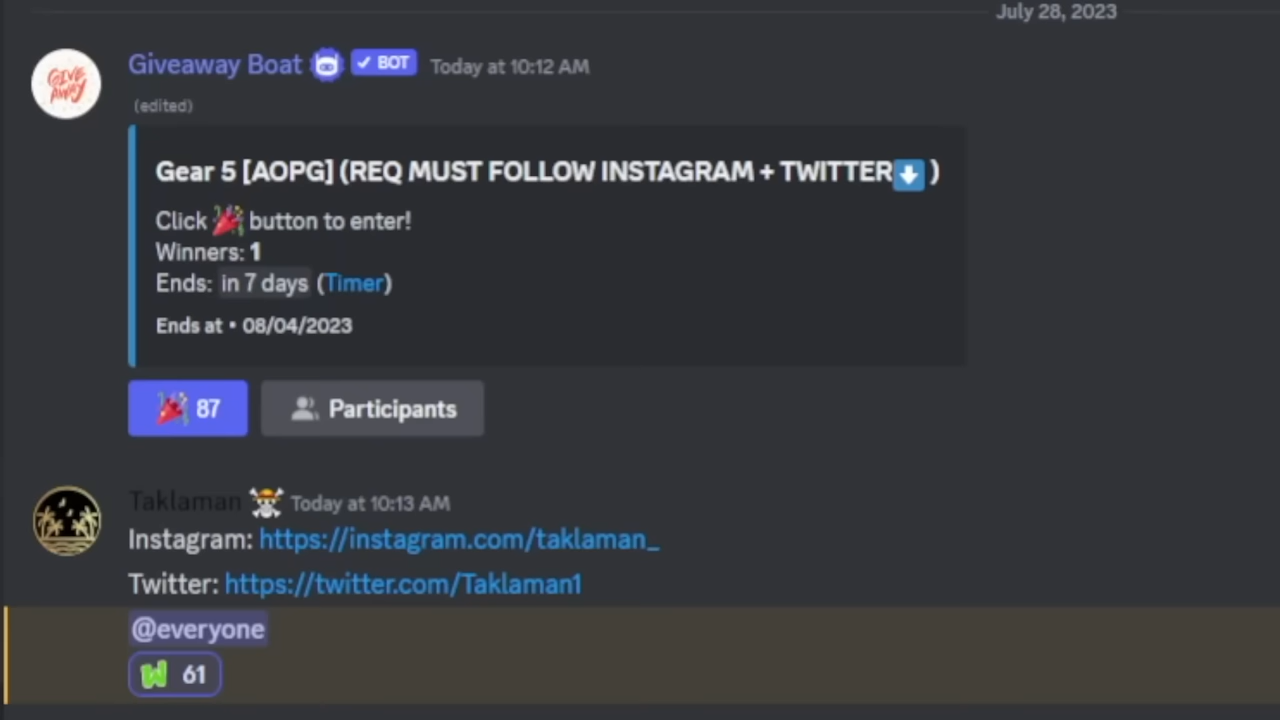 July 28, 2023
GIVE
AWAY
Giveaway Boat ✓ BOT Today at 10:12 AM
(edited)
Gear 5 [AOPG] (REQ MUST FOLLOW INSTAGRAM + TWITTER⬇️ )
Click 🎉 button to enter!
Winners: 1
Ends: in 7 days (Timer)
Ends at • 08/04/2023
🎉 87 Participants
Taklaman ☠️ Today at 10:13 AM
Instagram: https://instagram.com/taklaman_
Twitter: https://twitter.com/Taklaman1
@everyone
W 61